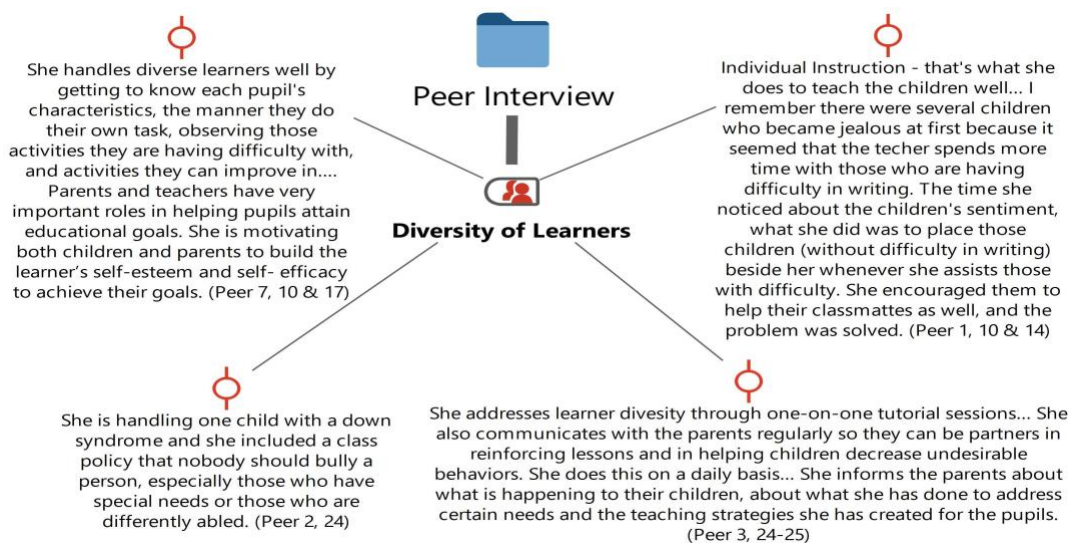 Peer Interview
Diversity of Learners
She handles diverse learners well by
getting to know each pupil's
characteristics, the manner they do
their own task, observing those
activities they are having difficulty with,
and activities they can improve in....
Parents and teachers have very
important roles in helping pupils attain
educational goals. She is motivating
both children and parents to build the
learner's self-esteem and self- efficacy
to achieve their goals. (Peer 7, 10 & 17)
Individual Instruction - that's what she
does to teach the children well... I
remember there were several children
who became jealous at first because it
seemed that the techer spends more
time with those who are having
difficulty in writing. The time she
noticed about the children's sentiment,
what she did was to place those
children (without difficulty in writing)
beside her whenever she assists those
with difficulty. She encouraged them to
help their classmattes as well, and the
problem was solved. (Peer 1, 10 & 14)
She is handling one child with a down
syndrome and she included a class
policy that nobody should bully a
person, especially those who have
special needs or those who are
differently abled. (Peer 2, 24)
She addresses learner divesity through one-on-one tutorial sessions... She
also communicates with the parents regularly so they can be partners in
reinforcing lessons and in helping children decrease undesirable
behaviors. She does this on a daily basis... She informs the parents about
what is happening to their children, about what she has done to address
certain needs and the teaching strategies she has created for the pupils.
(Peer 3, 24-25)